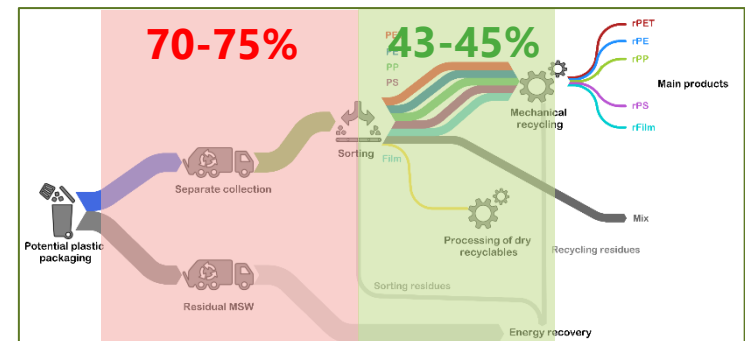 70-75%
43-45%
PET
PE
PP
PS
Film
rPET
rPE
rPP
rPS
rFilm
Main products
Mechanical
recycling
Sorting
Separate collection
Potential plastic
packaging
Processing of dry
recyclables
Mix
Recycling residues
Sorting residues
Residual MSW
Energy recovery